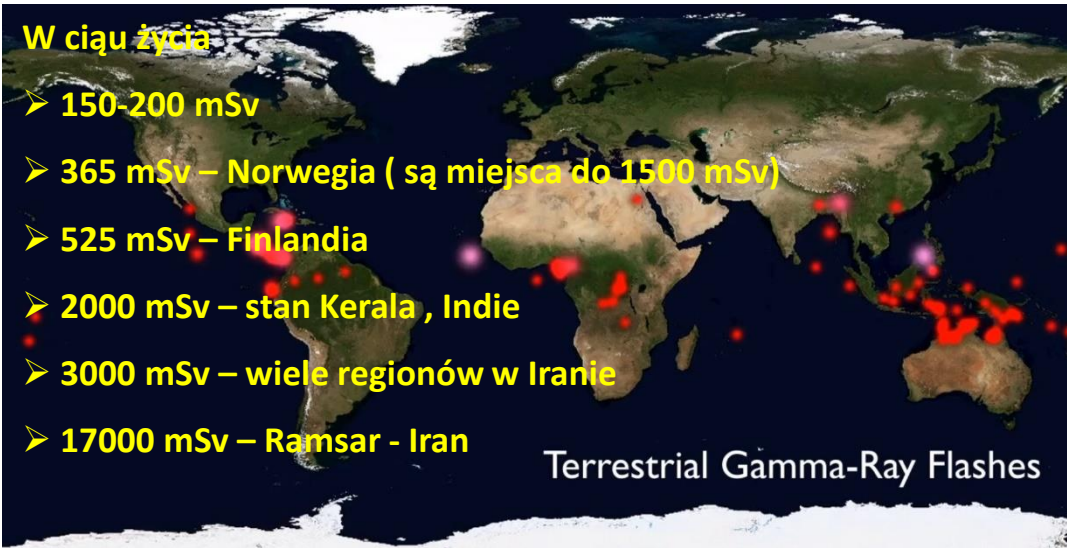 W ciąu życia
➢ 150-200 mSv
➢ 365 mSv – Norwegia ( są miejsca do 1500 mSv)
➢ 525 mSv – Finlandia
➢ 2000 mSv – stan Kerala , Indie
➢ 3000 mSv – wiele regionów w Iranie
➢ 17000 mSv – Ramsar - Iran
Terrestrial Gamma-Ray Flashes